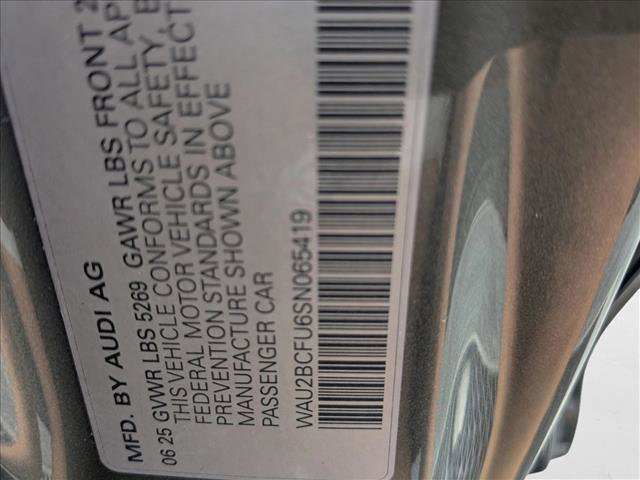 MFD. BY AUDI AG
06 25 GVWR LBS 5269 GAWR LBS FRONT 2
THIS VEHICLE CONFORMS TO ALL AP
FEDERAL MOTOR VEHICLE SAFETY, B
PREVENTION STANDARDS IN EFFECT
MANUFACTURE SHOWN ABOVE
PASSENGER CAR
WAU2BCFU6SN065419